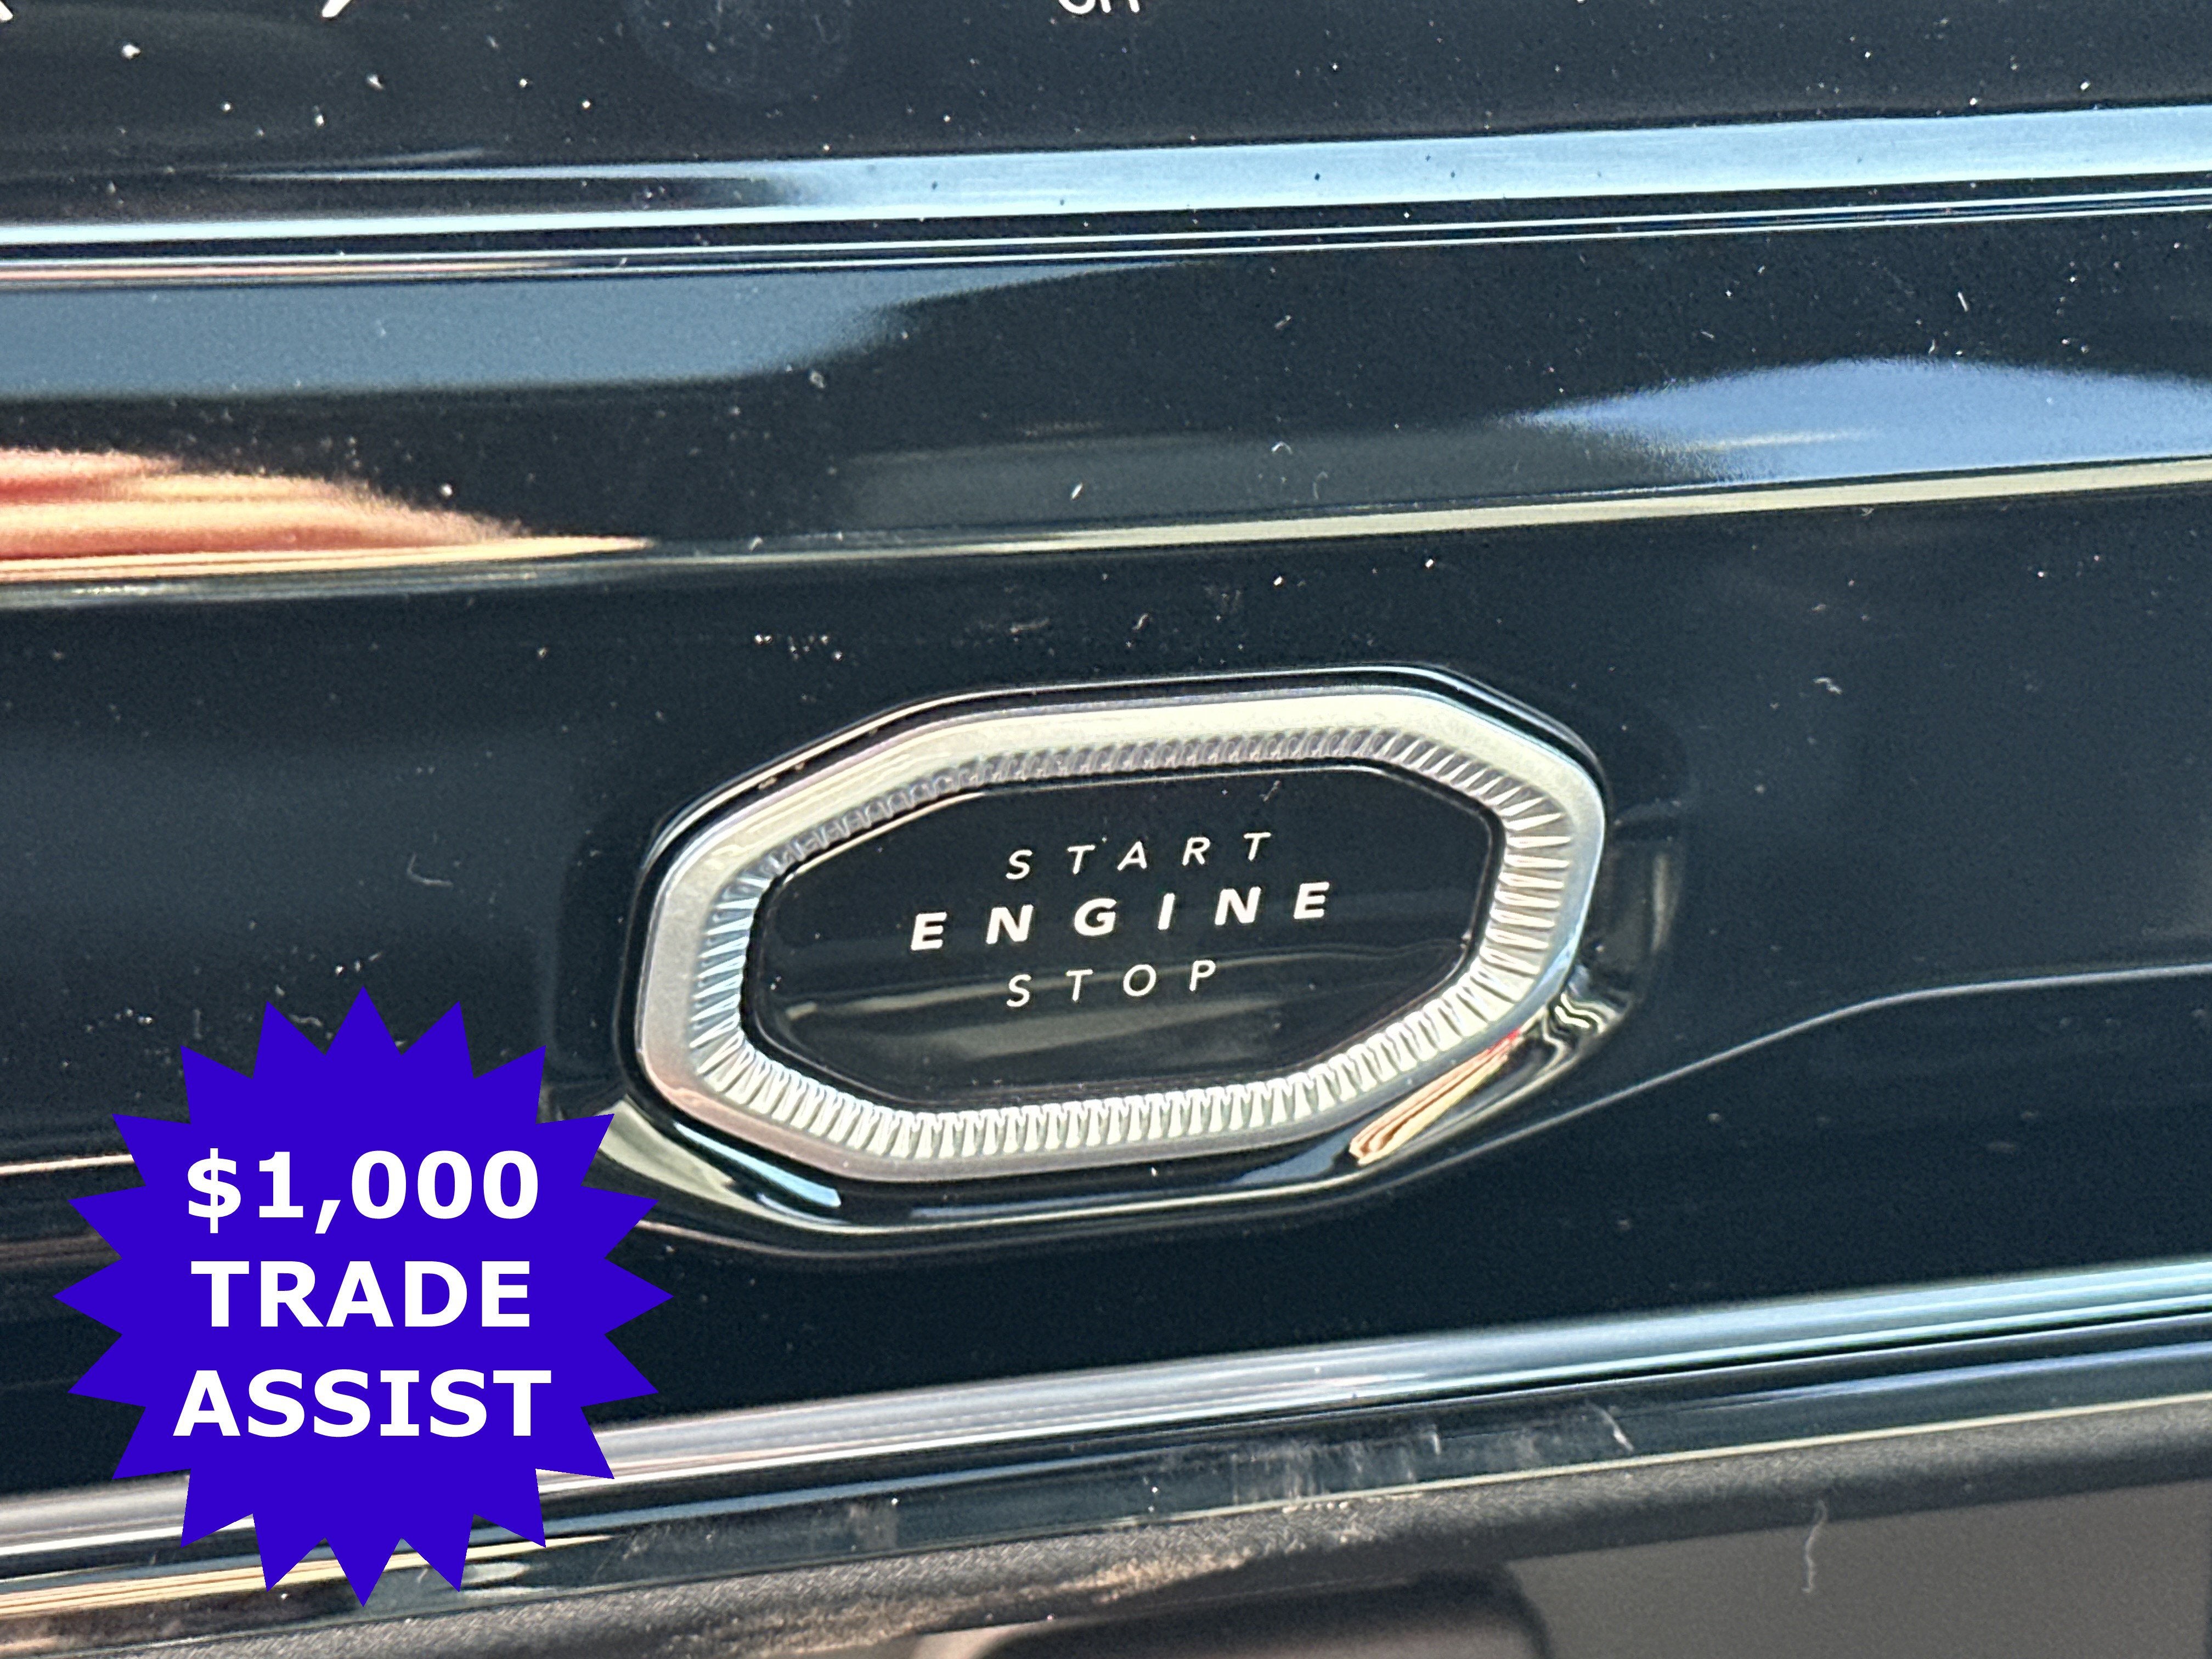 START
ENGINE
STOP
$1,000
TRADE
ASSIST